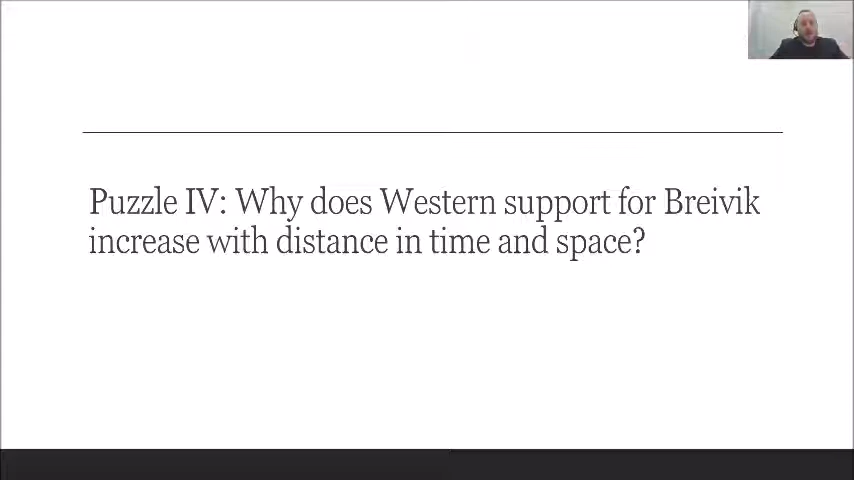 Puzzle IV: Why does Western support for Breivik
increase with distance in time and space?